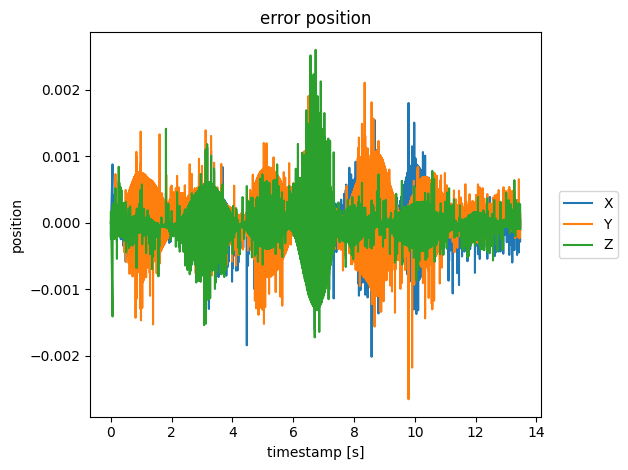 error position
position
0.002
0.001
0.000
−0.001
−0.002
0 2 4 6 8 10 12 14
timestamp [s]
X
Y
Z